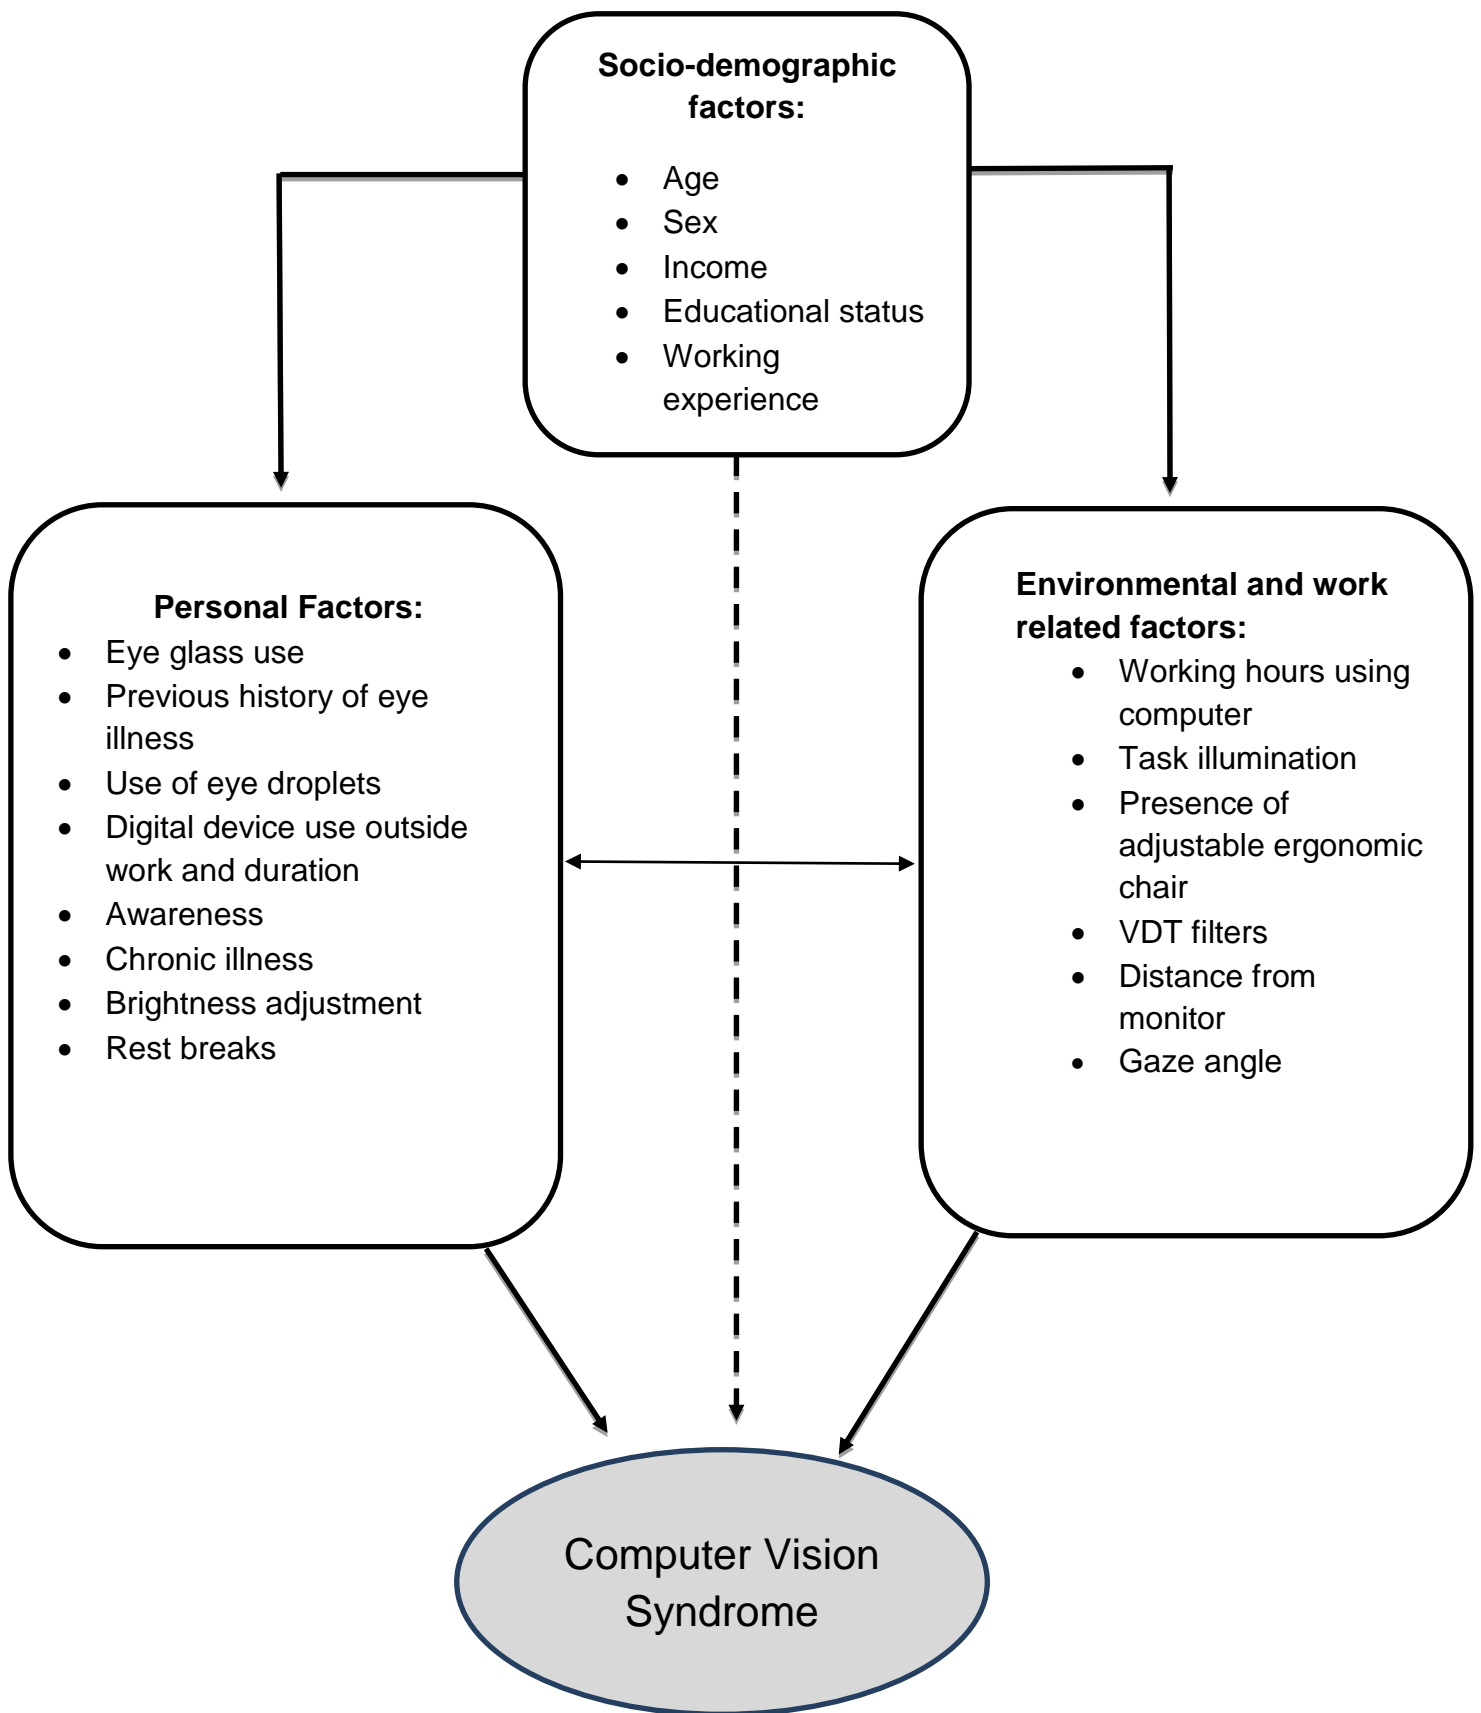 Socio-demographic
factors:
• Age
• Sex
• Income
• Educational status
• Working
experience
Personal Factors:
• Eye glass use
• Previous history of eye
illness
• Use of eye droplets
• Digital device use outside
work and duration
• Awareness
• Chronic illness
• Brightness adjustment
• Rest breaks
Environmental and work
related factors:
• Working hours using
computer
• Task illumination
• Presence of
adjustable ergonomic
chair
• VDT filters
• Distance from
monitor
• Gaze angle
Computer Vision
Syndrome